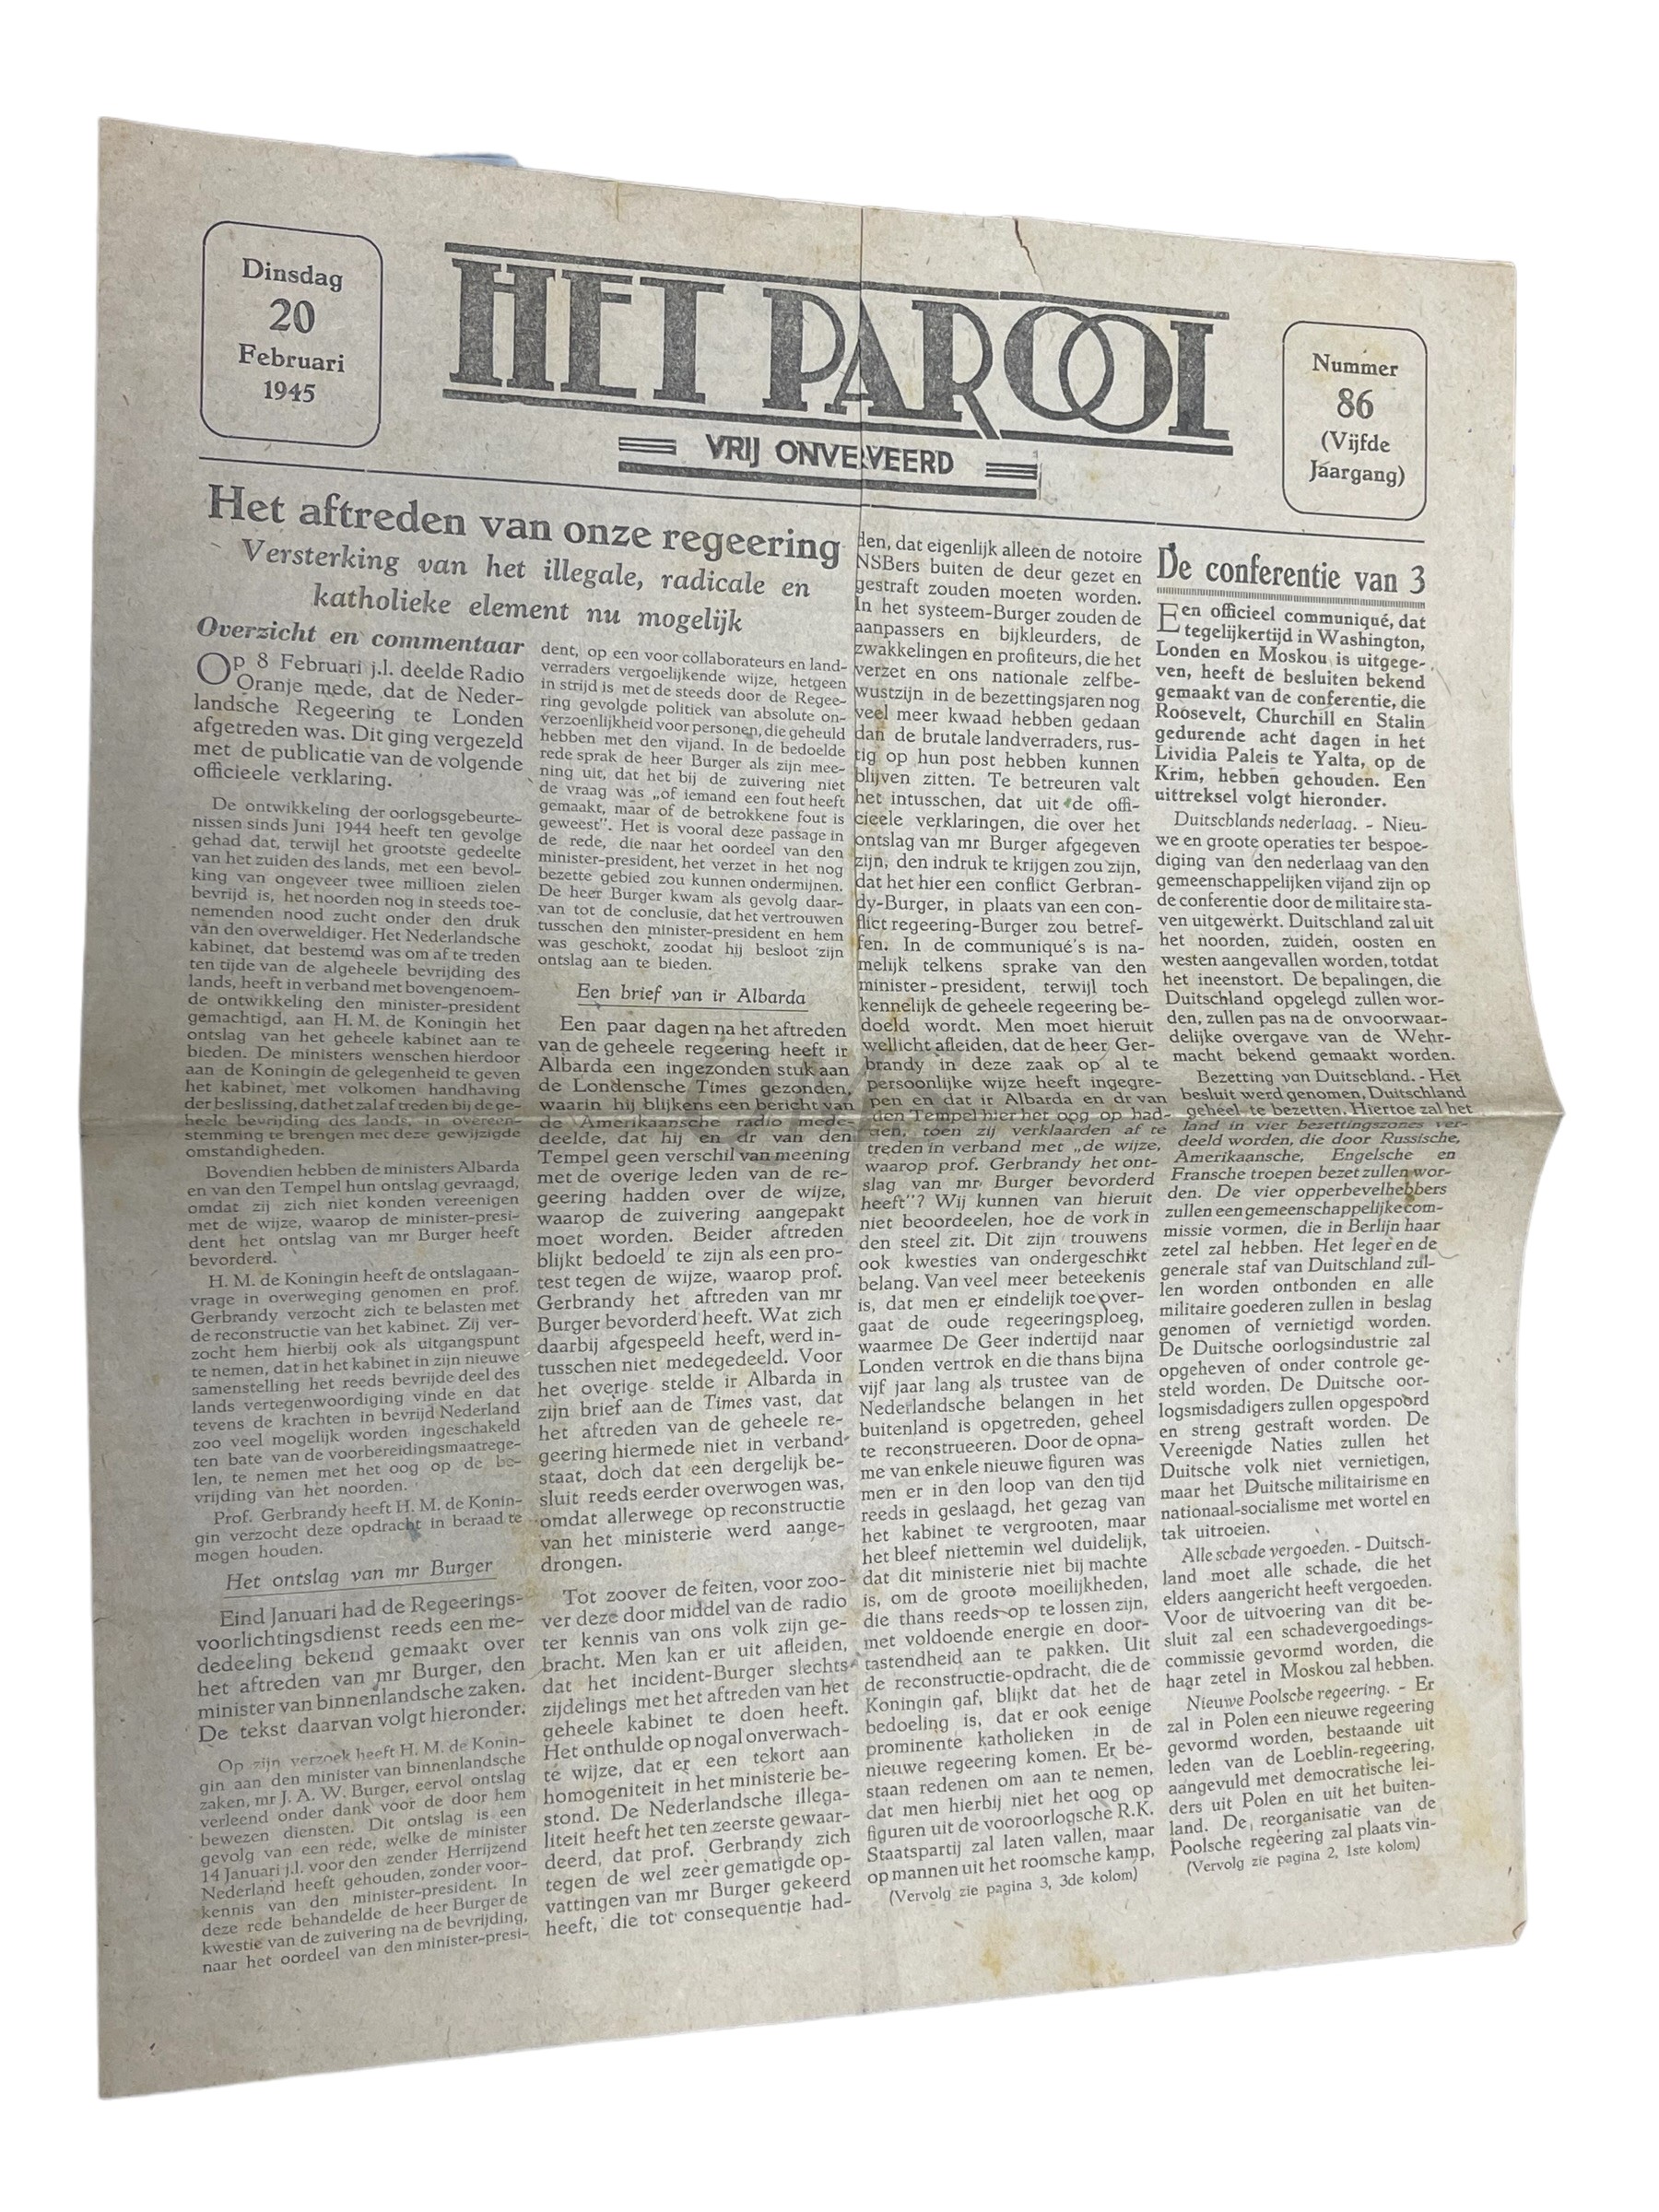 Dinsdag
20
Februari
1945
HET PAROOL
VRIJ ONVERVEERD
Nummer
86
(Vijfde
Jaargang)
Het aftreden van onze regeering
Versterking van het illegale, radicale en
katholieke element nu mogelijk
Overzicht en commentaar
Op 8 Februari j.l. deelde Radio
Oranje mede, dat de Neder-
landsche Regeering te Londen
afgetreden was. Dit ging vergezeld
met de publicatie van de volgende
officieele verklaring.
De ontwikkeling der oorlogsgebeurte-
nissen sinds Juni 1944 heeft ten gevolge
gehad dat, terwijl het grootste gedeelte
van het zuiden des lands, met een bevol-
king van ongeveer twee millioen zielen
bevrijd is, het noorden nog in steeds toe-
nemenden nood zucht onder den druk
van den overweldiger. Het Nederlandsche
kabinet, dat bestemd was om af te treden
ten tijde van de algeheele bevrijding des
lands, heeft in verband met bovengenoem-
de ontwikkeling den minister-president
gemachtigd, aan H. M. de Koningin het
ontslag van het geheele kabinet aan te
bieden. De ministers wenschen hierdoor
aan de Koningin de gelegenheid te geven
het kabinet, met volkomen handhaving
der beslissing, dat het zal af treden bij de ge-
heele bevrijding des lands, in overeen-
stemming te brengen met deze gewijzigde
omstandigheden.
Bovendien hebben de ministers Albarda
en van den Tempel hun ontslag gevraagd,
omdat zij zich niet konden vereenigen
met de wijze, waarop de minister-presi-
dent het ontslag van mr Burger heeft
bevorderd.
H. M. de Koningin heeft de ontslagaan-
vrage in overweging genomen en prof.
Gerbrandy verzocht zich te belasten met
de reconstructie van het kabinet. Zij ver-
zocht hem hierbij ook als uitgangspunt
te nemen, dat in het kabinet in zijn nieuwe
samenstelling het reeds bevrijde deel des
lands vertegenwoordiging vinde en dat
tevens de krachten in bevrijd Nederland
zoo veel mogelijk worden ingeschakeld
ten bate van de voorbereidingsmaatrege-
len, te nemen met het oog op de be-
vrijding van het noorden.
Prof. Gerbrandy heeft H. M. de Konin-
gin verzocht deze opdracht in beraad te
mogen houden.
Het ontslag van mr Burger
Eind Januari had de Regeerings-
voorlichtingsdienst reeds een me-
dedeeling bekend gemaakt over
het aftreden van mr Burger, den
minister van binnenlandsche zaken.
De tekst daarvan volgt hieronder.
Op zijn verzoek heeft H. M. de Konin-
gin aan den minister van binnenlandsche
zaken, mr J. A. W. Burger, eervol ontslag
verleend onder dank voor de door hem
bewezen diensten. Dit ontslag is een
gevolg van een rede, welke de minister
14 Januari j.l. voor den zender Herrijzend
Nederland heeft gehouden, zonder voor-
kennis van den minister-president. In
deze rede behandelde de heer Burger de
kwestie van de zuivering na de bevrijding,
naar het oordeel van den minister-presi-
dent, op een voor collaborateurs en land-
verraders vergoelijkende wijze, hetgeen
in strijd is met de steeds door de Regee-
ring gevolgde politiek van absolute on-
verzoenlijkheid voor personen, die geheuld
hebben met den vijand. In de bedoelde
rede sprak de heer Burger als zijn mee-
ning uit, dat het bij de zuivering niet
de vraag was „of iemand een fout heeft
gemaakt, maar of de betrokkene fout is
geweest". Het is vooral deze passage in
de rede, die naar het oordeel van den
minister-president, het verzet in het nog
bezette gebied zou kunnen ondermijnen.
De heer Burger kwam als gevolg daar-
van tot de conclusie, dat het vertrouwen
tusschen den minister-president en hem
was geschokt, zoodat hij besloot zijn
ontslag aan te bieden.
Een brief van ir Albarda
Een paar dagen na het aftreden
van de geheele regeering heeft ir
Albarda een ingezonden stuk aan
de Londensche Times gezonden,
waarin hij blijkens een bericht van
de Amerikaansche radio mede-
deelde, dat hij en dr van den
Tempel geen verschil van meening
met de overige leden van de re-
geering hadden over de wijze,
waarop de zuivering aangepakt
moet worden. Beider aftreden
blijkt bedoeld te zijn als een pro-
test tegen de wijze, waarop prof.
Gerbrandy het aftreden van mr
Burger bevorderd heeft. Wat zich
daarbij afgespeeld heeft, werd in-
tusschen niet medegedeeld. Voor
het overige stelde ir Albarda in
zijn brief aan de Times vast, dat
het aftreden van de geheele re-
geering hiermede niet in verband
staat, doch dat een dergelijk be-
sluit reeds eerder overwogen was,
omdat allerwege op reconstructie
van het ministerie werd aange-
drongen.
Tot zoover de feiten, voor zoo-
ver deze door middel van de radio
ter kennis van ons volk zijn ge-
bracht. Men kan er uit afleiden,
dat het incident-Burger slechts
zijdelings met het aftreden van het
geheele kabinet te doen heeft.
Het onthulde op nogal onverwach-
te wijze, dat er een tekort aan
homogeniteit in het ministerie be-
stond. De Nederlandsche illega-
liteit heeft het ten zeerste gewaar-
deerd, dat prof. Gerbrandy zich
tegen de wel zeer gematigde op-
vattingen van mr Burger gekeerd
heeft, die tot consequentie had-
den, dat eigenlijk alleen de notoire
NSBers buiten de deur gezet en
gestraft zouden moeten worden.
In het systeem-Burger zouden de
aanpassers en bijkleurders, de
zwakkelingen en profiteurs, die het
verzet en ons nationale zelfbe-
wustzijn in de bezettingsjaren nog
veel meer kwaad hebben gedaan
dan de brutale landverraders, rus-
tig op hun post hebben kunnen
blijven zitten. Te betreuren valt
het intusschen, dat uit de offi-
cieele verklaringen, die over het
ontslag van mr Burger afgegeven
zijn, den indruk te krijgen zou zijn,
dat het hier een conflict Gerbran-
dy-Burger, in plaats van een con-
flict regeering-Burger zou betref-
fen. In de communiqué's is na-
melijk telkens sprake van den
minister-president, terwijl toch
kennelijk de geheele regeering be-
doeld wordt. Men moet hieruit
wellicht afleiden, dat de heer Ger-
brandy in deze zaak op al te
persoonlijke wijze heeft ingegre-
pen en dat ir Albarda en dr van
den Tempel hier het oog op had-
den, toen zij verklaarden af te
treden in verband met „de wijze,
waarop prof. Gerbrandy het ont-
slag van mr Burger bevorderd
heeft"? Wij kunnen van hieruit
niet beoordeelen, hoe de vork in
den steel zit. Dit zijn trouwens
ook kwesties van ondergeschikt
belang. Van veel meer beteekenis
is, dat men er eindelijk toe over-
gaat de oude regeeringsploeg,
waarmee De Geer indertijd naar
Londen vertrok en die thans bijna
vijf jaar lang als trustee van de
Nederlandsche belangen in het
buitenland is opgetreden, geheel
te reconstrueeren. Door de opna-
me van enkele nieuwe figuren was
men er in den loop van den tijd
reeds in geslaagd, het gezag van
het kabinet te vergrooten, maar
het bleef niettemin wel duidelijk,
dat dit ministerie niet bij machte
is, om de groote moeilijkheden,
die thans reeds op te lossen zijn,
met voldoende energie en door-
tastendheid aan te pakken. Uit
de reconstructie-opdracht, die de
Koningin gaf, blijkt dat het de
bedoeling is, dat er ook eenige
prominente katholieken in de
nieuwe regeering komen. Er be-
staan redenen om aan te nemen,
dat men hierbij niet het oog op
figuren uit de vooroorlogsche R.K.
Staatspartij zal laten vallen, maar
op mannen uit het roomsche kamp,
(Vervolg zie pagina 3, 3de kolom)
De conferentie van 3
Een officieel communiqué, dat
tegelijkertijd in Washington,
Londen en Moskou is uitgege-
ven, heeft de besluiten bekend
gemaakt van de conferentie, die
Roosevelt, Churchill en Stalin
gedurende acht dagen in het
Lividia Paleis te Yalta, op de
Krim, hebben gehouden. Een
uittreksel volgt hieronder.
Duitschlands nederlaag. - Nieu-
we en groote operaties ter bespoe-
diging van den nederlaag van den
gemeenschappelijken vijand zijn op
de conferentie door de militaire sta-
ven uitgewerkt. Duitschland zal uit
het noorden, zuiden, oosten en
westen aangevallen worden, totdat
het ineenstort. De bepalingen, die
Duitschland opgelegd zullen wor-
den, zullen pas na de onvoorwaar-
delijke overgave van de Wehr-
macht bekend gemaakt worden.
Bezetting van Duitschland. - Het
besluit werd genomen, Duitschland
geheel te bezetten. Hiertoe zal het
land in vier bezettingszones ver-
deeld worden, die door Russische,
Amerikaansche, Engelsche en
Fransche troepen bezet zullen wor-
den. De vier opperbevelhebbers
zullen een gemeenschappelijke com-
missie vormen, die in Berlijn haar
zetel zal hebben. Het leger en de
generale staf van Duitschland zul-
len worden ontbonden en alle
militaire goederen zullen in beslag
genomen of vernietigd worden.
De Duitsche oorlogsindustrie zal
opgeheven of onder controle ge-
steld worden. De Duitsche oor-
logsmisdadigers zullen opgespoord
en streng gestraft worden. De
Vereenigde Naties zullen het
Duitsche volk niet vernietigen,
maar het Duitsche militairisme en
nationaal-socialisme met wortel en
tak uitroeien.
Alle schade vergoeden. - Duitsch-
land moet alle schade, die het
elders aangericht heeft vergoeden.
Voor de uitvoering van dit be-
sluit zal een schadevergoedings-
commissie gevormd worden, die
haar zetel in Moskou zal hebben.
Nieuwe Poolsche regeering. - Er
zal in Polen een nieuwe regeering
gevormd worden, bestaande uit
leden van de Loeblin-regeering,
aangevuld met democratische lei-
ders uit Polen en uit het buiten-
land. De reorganisatie van de
Poolsche regeering zal plaats vin-
(Vervolg zie pagina 2, 1ste kolom)